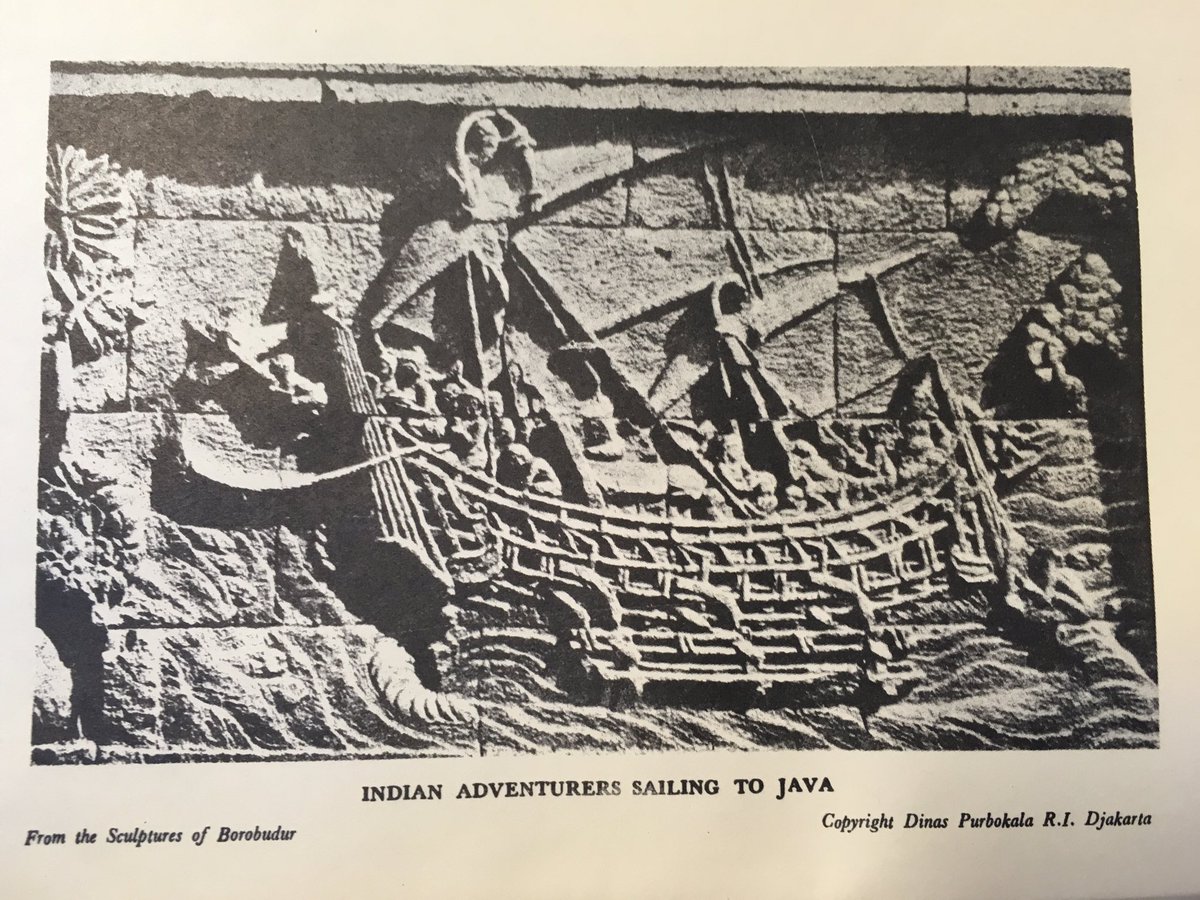 INDIAN ADVENTURERS SAILING TO JAVA
From the Sculptures of Borobudur
Copyright Dinas Purbokala R.I. Djakarta